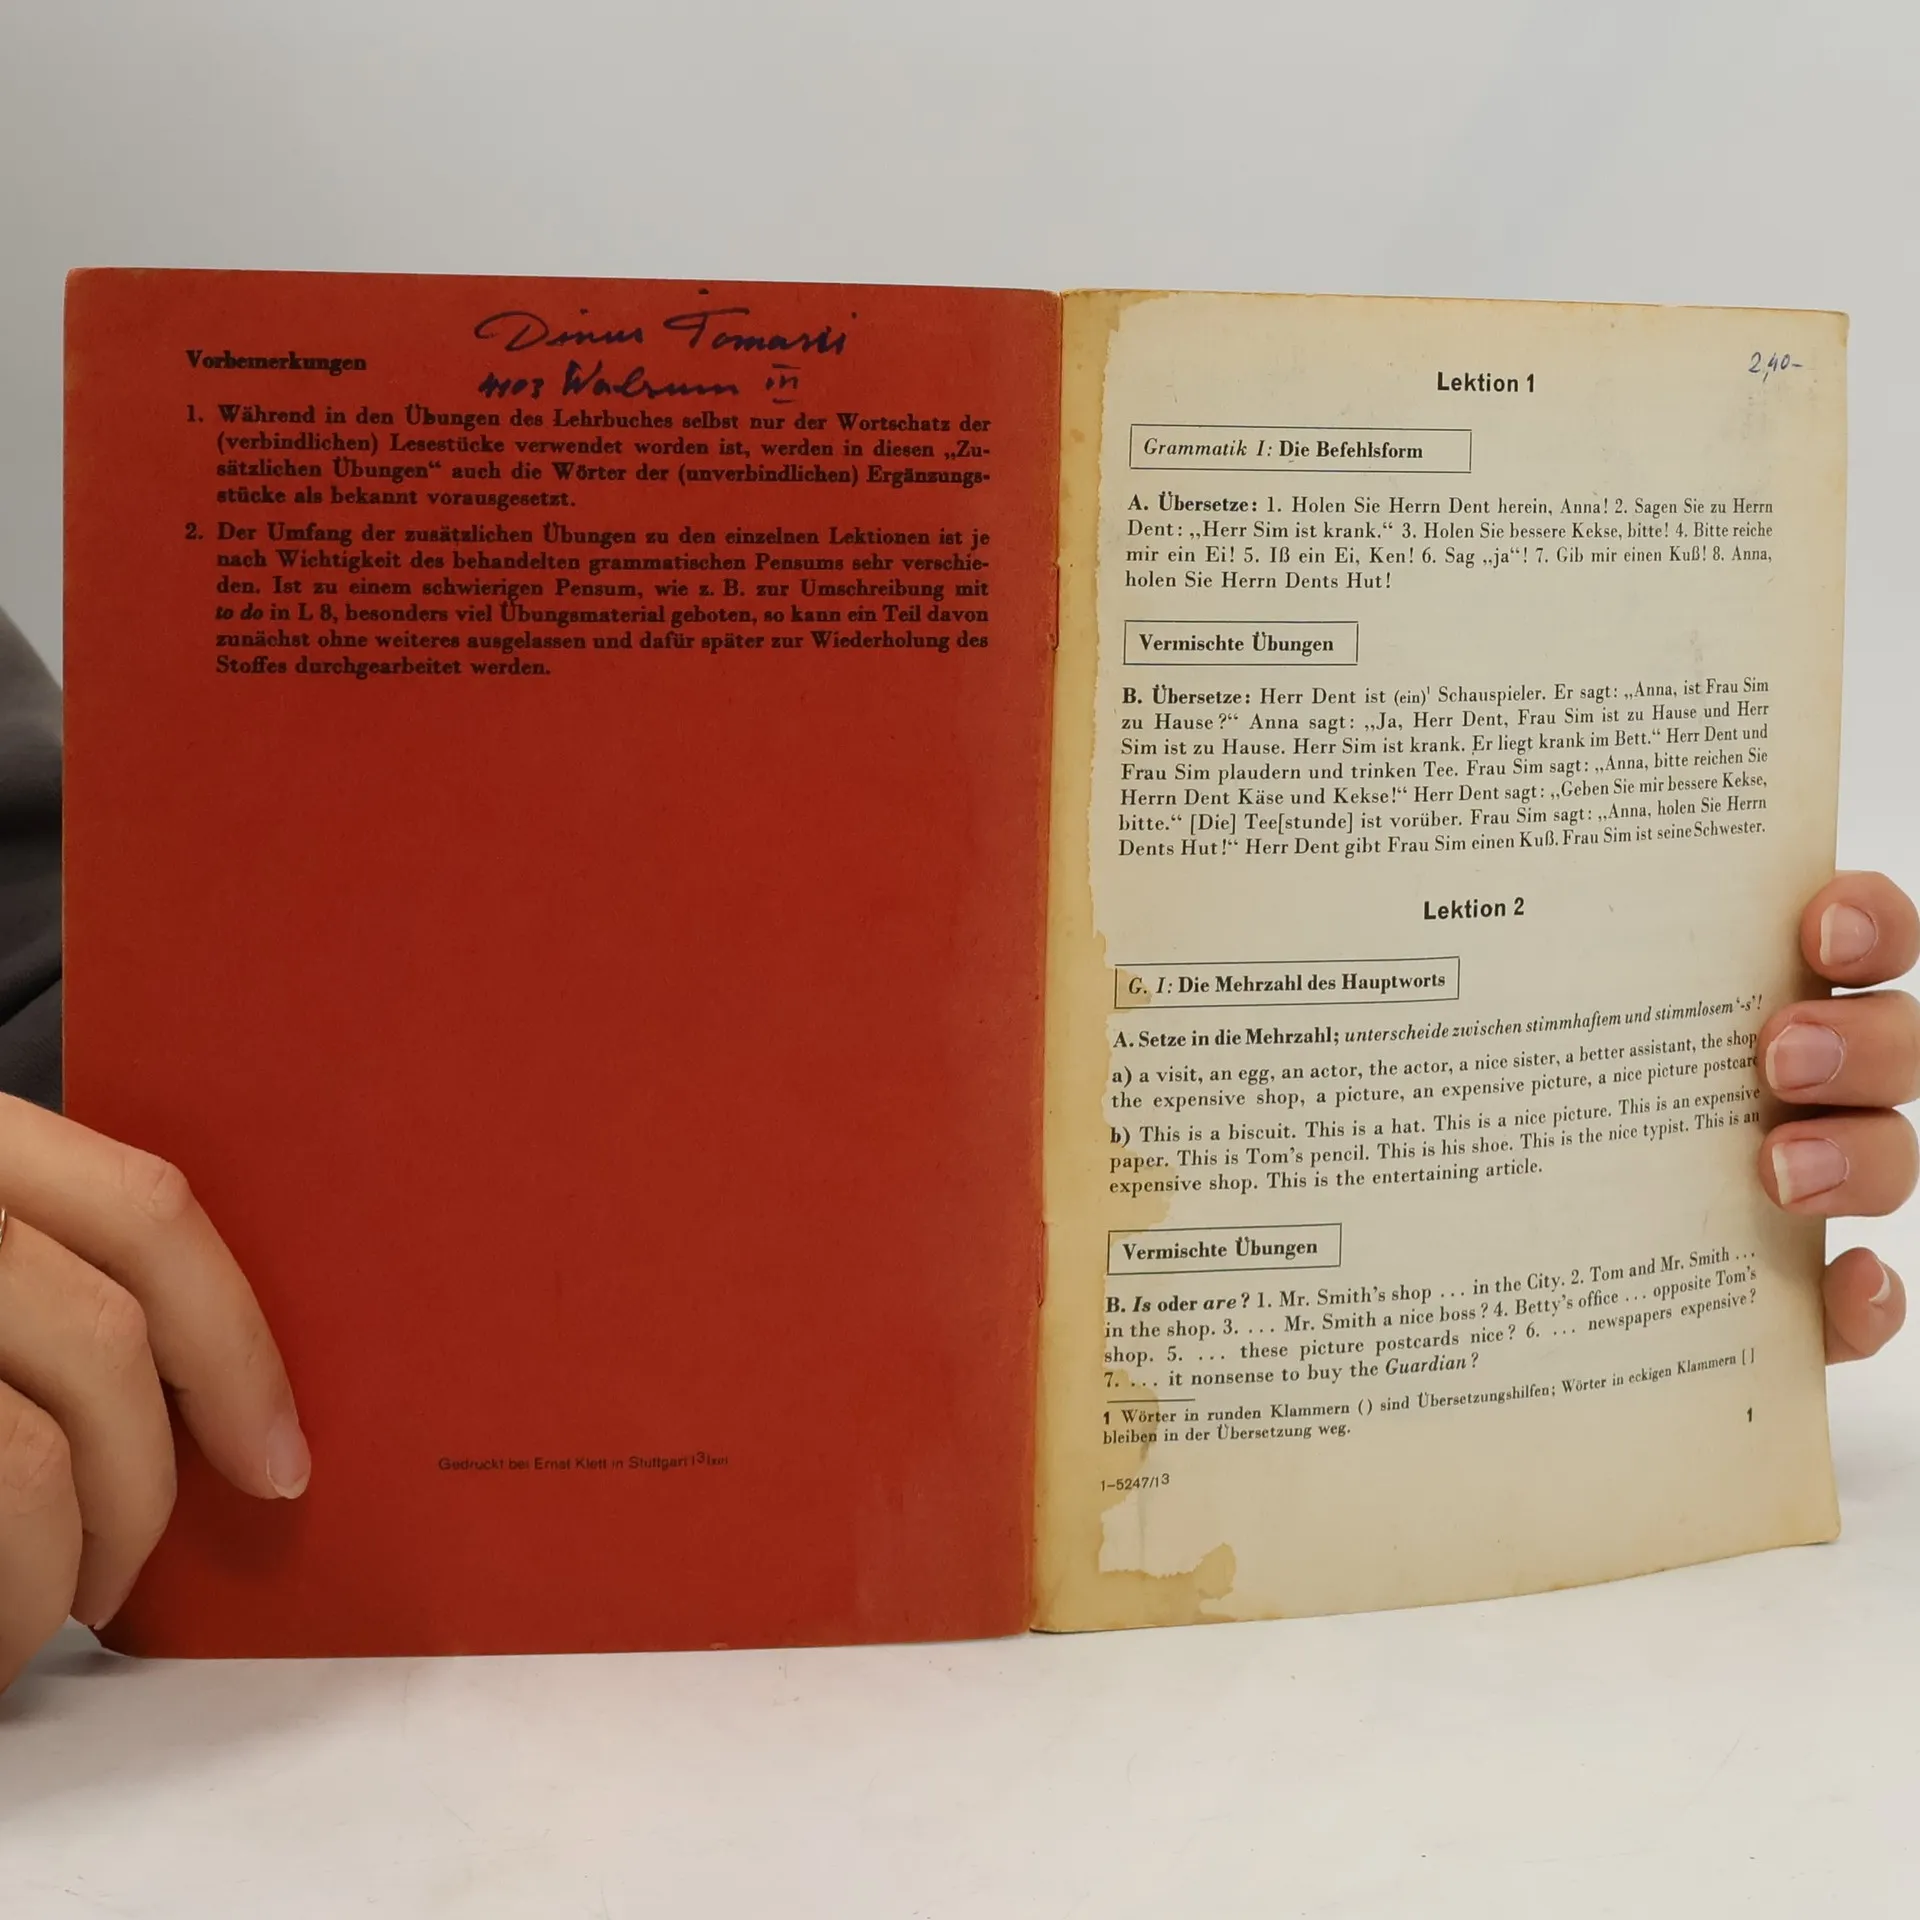 Vorbemerkungen
1. Während in den Übungen des Lehrbuches selbst nur der Wortschatz der
(verbindlichen) Lesestücke verwendet worden ist, werden in diesen „Zu-
sätzlichen Übungen“ auch die Wörter der (unverbindlichen) Ergänzungs-
stücke als bekannt vorausgesetzt.
2. Der Umfang der zusätzlichen Übungen zu den einzelnen Lektionen ist je
nach Wichtigkeit des behandelten grammatischen Pensums sehr verschie-
den. Ist zu einem schwierigen Pensum, wie z. B. zur Umschreibung mit
to do in L 8, besonders viel Übungsmaterial geboten, so kann ein Teil davon
zunächst ohne weiteres ausgelassen und dafür später zur Wiederholung des
Stoffes durchgearbeitet werden.
Gedruckt bei Ernst Klett in Stuttgart
2,40-
Lektion 1
Grammatik I: Die Befehlsform
A. Übersetze: 1. Holen Sie Herrn Dent herein, Anna! 2. Sagen Sie zu Herrn
Dent: „Herr Sim ist krank.“ 3. Holen Sie bessere Kekse, bitte! 4. Bitte reiche
mir ein Ei! 5. Iß ein Ei, Ken! 6. Sag „ja“! 7. Gib mir einen Kuß! 8. Anna,
holen Sie Herrn Dents Hut!
Vermischte Übungen
B. Übersetze: Herr Dent ist (ein)¹ Schauspieler. Er sagt: „Anna, ist Frau Sim
zu Hause?“ Anna sagt: „Ja, Herr Dent, Frau Sim ist zu Hause und Herr
Sim ist zu Hause. Herr Sim ist krank. Er liegt krank im Bett.“ Herr Dent und
Frau Sim plaudern und trinken Tee. Frau Sim sagt: „Anna, bitte reichen Sie
Herrn Dent Käse und Kekse!“ Herr Dent sagt: „Geben Sie mir bessere Kekse,
bitte.“ [Die] Tee[stunde] ist vorüber. Frau Sim sagt: „Anna, holen Sie Herrn
Dents Hut!“ Herr Dent gibt Frau Sim einen Kuß. Frau Sim ist seine Schwester.
Lektion 2
G. I: Die Mehrzahl des Hauptworts
A. Setze in die Mehrzahl; unterscheide zwischen stimmhaftem und stimmlosem ‘-s’!
a) a visit, an egg, an actor, the actor, a nice sister, a better assistant, the shop
the expensive shop, a picture, an expensive picture, a nice picture postcard
b) This is a biscuit. This is a hat. This is a nice picture. This is an expensive
paper. This is Tom’s pencil. This is his shoe. This is the nice typist. This is an
expensive shop. This is the entertaining article.
Vermischte Übungen
B. Is oder are? 1. Mr. Smith’s shop ... in the City. 2. Tom and Mr. Smith ...
in the shop. 3. ... Mr. Smith a nice boss? 4. Betty’s office ... opposite Tom’s
shop. 5. ... these picture postcards nice? 6. ... newspapers expensive?
7. ... it nonsense to buy the Guardian?
1 Wörter in runden Klammern ( ) sind Übersetzungshilfen; Wörter in eckigen Klammern [ ]
bleiben in der Übersetzung weg.
1
1–5247/13